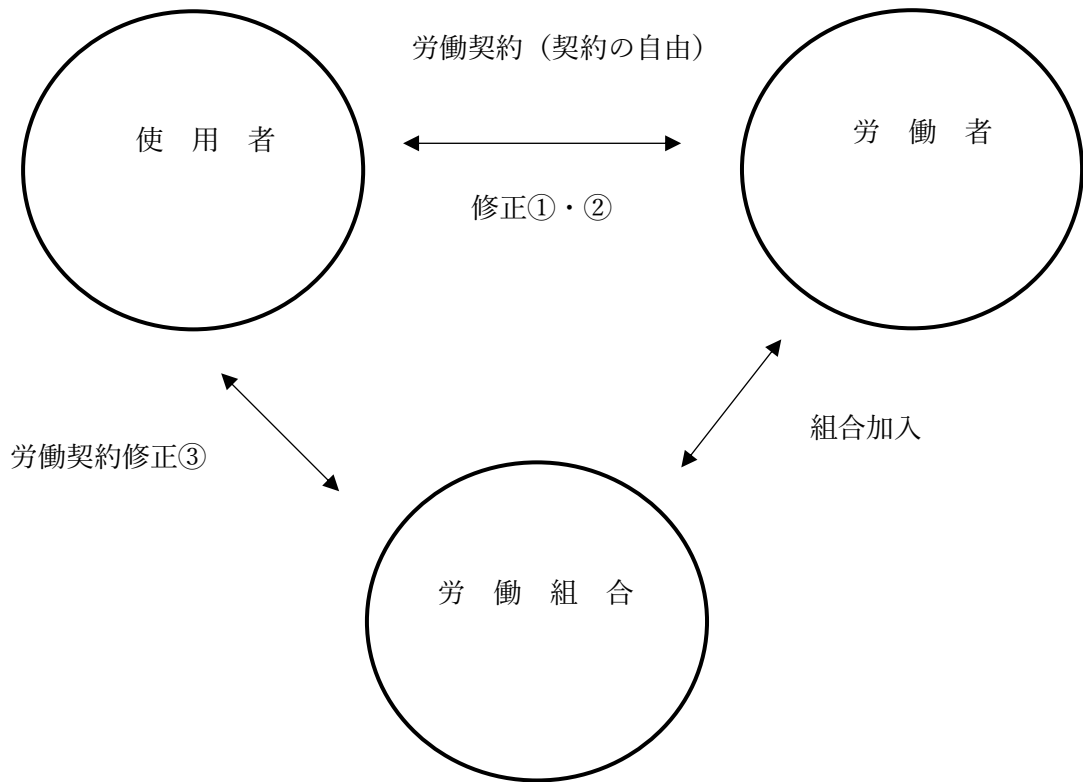 労働契約（契約の自由）
使　用　者
労　働　者
修正①・②
組合加入
労働契約修正③
労　働　組　合